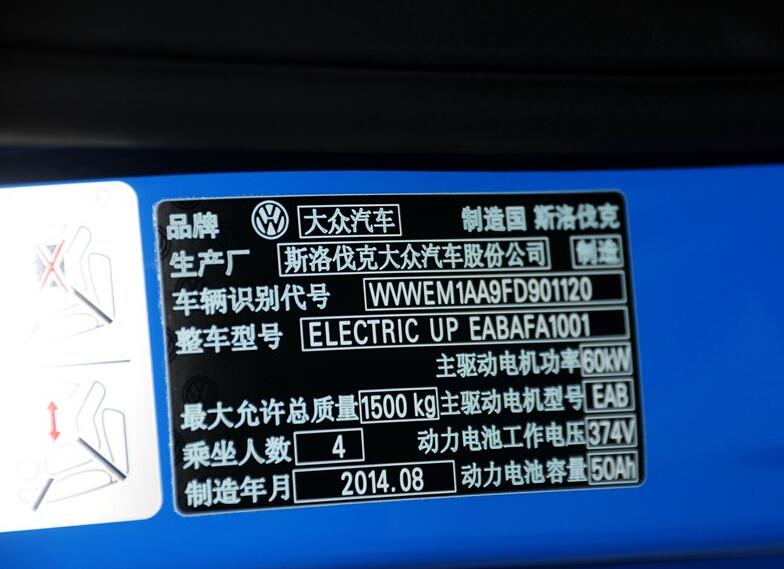 品牌 大众汽车 制造国 斯洛伐克
生产厂 斯洛伐克大众汽车股份公司 制造
车辆识别代号 WVWEM1AA9FD901120
整车型号 ELECTRIC UP EABAFA1001
主驱动电机功率 60kW
最大允许总质量 1500 kg 主驱动电机型号 EAB
乘坐人数 4 动力电池工作电压 374V
制造年月 2014.08 动力电池容量 50Ah